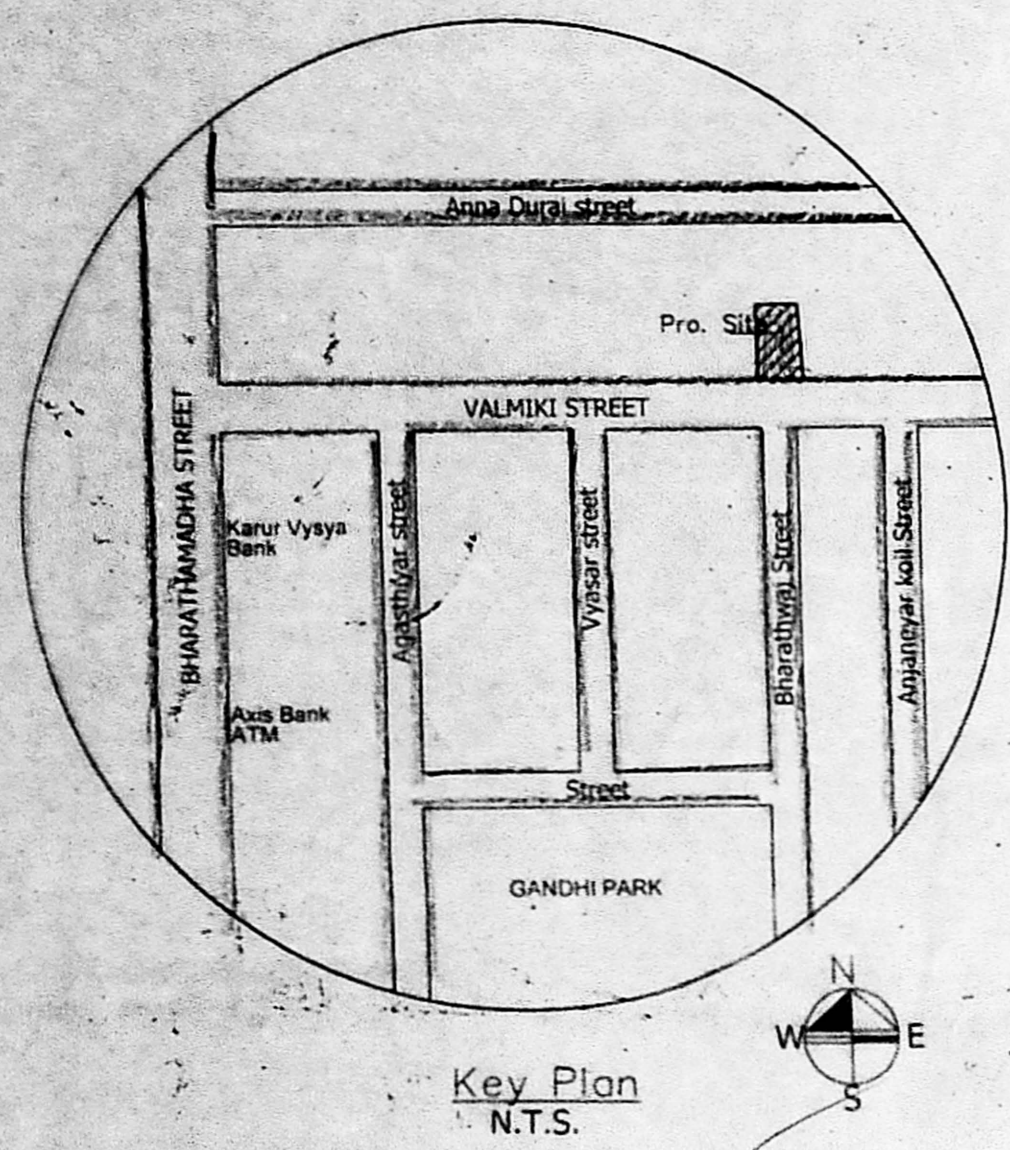 Anna Durai street
Pro. Site
VALMIKI STREET
BHARATHAMADHA STREET
Karur Vysya
Bank
Agasthiyar street
Vyasar street
Bharathwaj Street
Anjaneyar koil Street
Axis Bank
ATM
Street
GANDHI PARK
N
W
E
S
Key Plan
N.T.S.